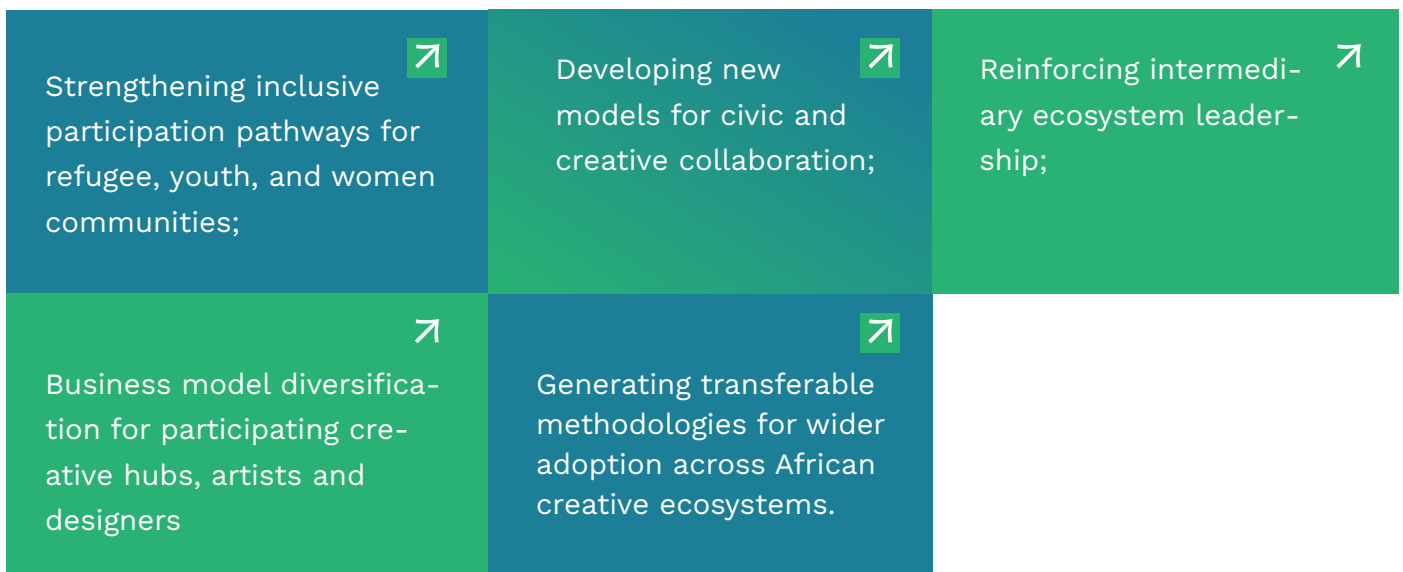 Strengthening inclusive
participation pathways for
refugee, youth, and women
communities;
Developing new
models for civic and
creative collaboration;
Reinforcing intermedi-
ary ecosystem leader-
ship;
Business model diversifica-
tion for participating cre-
ative hubs, artists and
designers
Generating transferable
methodologies for wider
adoption across African
creative ecosystems.